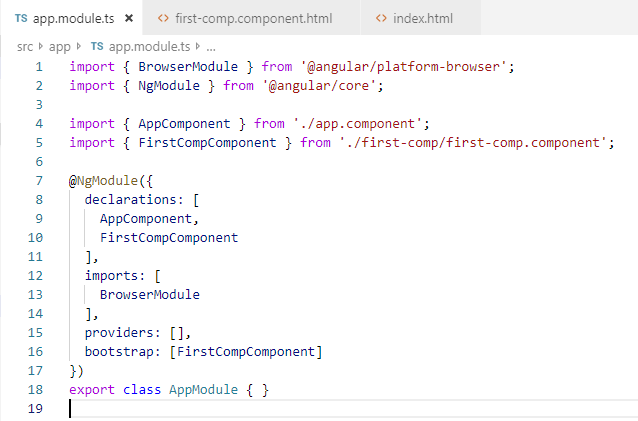 TS app.module.ts × <> first-comp.component.html <> index.html
src > app > TS app.module.ts > ...
1 import { BrowserModule } from '@angular/platform-browser';
2 import { NgModule } from '@angular/core';
3
4 import { AppComponent } from './app.component';
5 import { FirstCompComponent } from './first-comp/first-comp.component';
6
7 @NgModule({
8   declarations: [
9     AppComponent,
10     FirstCompComponent
11   ],
12   imports: [
13     BrowserModule
14   ],
15   providers: [],
16   bootstrap: [FirstCompComponent]
17 })
18 export class AppModule { }
19